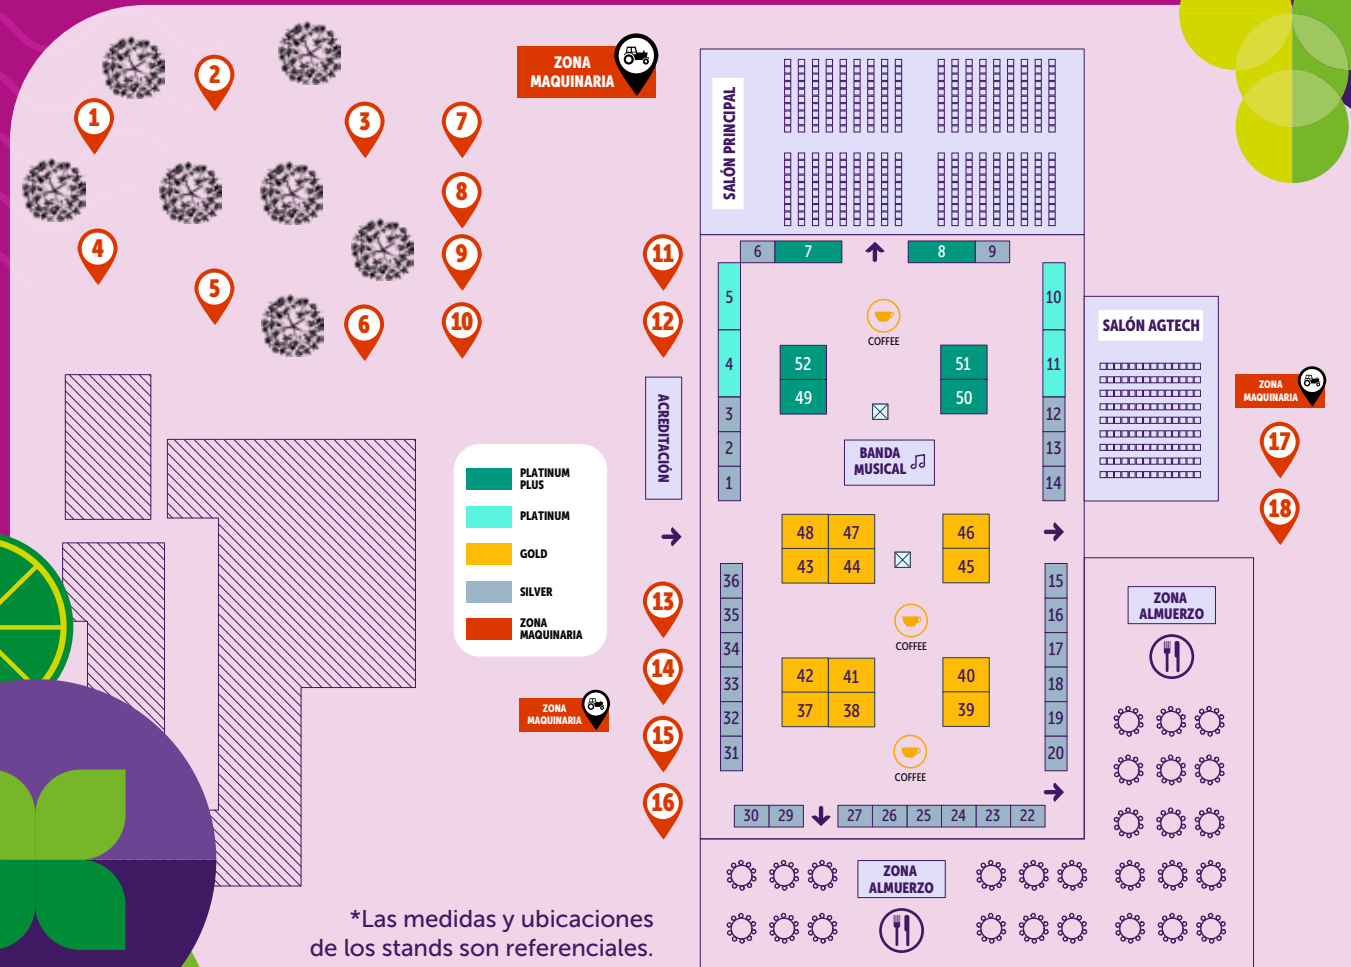 ZONA
MAQUINARIA
1
2
3
4
5
6
7
8
9
10
11
12
SALÓN PRINCIPAL
6
7
8
9
5
4
3
2
1
10
11
12
13
14
COFFEE
52
49
51
50
BANDA
MUSICAL
ACREDITACIÓN
SALÓN AGTECH
ZONA
MAQUINARIA
17
18
PLATINUM
PLUS
PLATINUM
GOLD
SILVER
ZONA
MAQUINARIA
48
47
43
44
46
45
36
35
34
33
32
31
15
16
17
18
19
20
COFFEE
42
41
37
38
40
39
COFFEE
13
14
15
16
ZONA
MAQUINARIA
30
29
27
26
25
24
23
22
ZONA
ALMUERZO
ZONA
ALMUERZO
*Las medidas y ubicaciones
de los stands son referenciales.